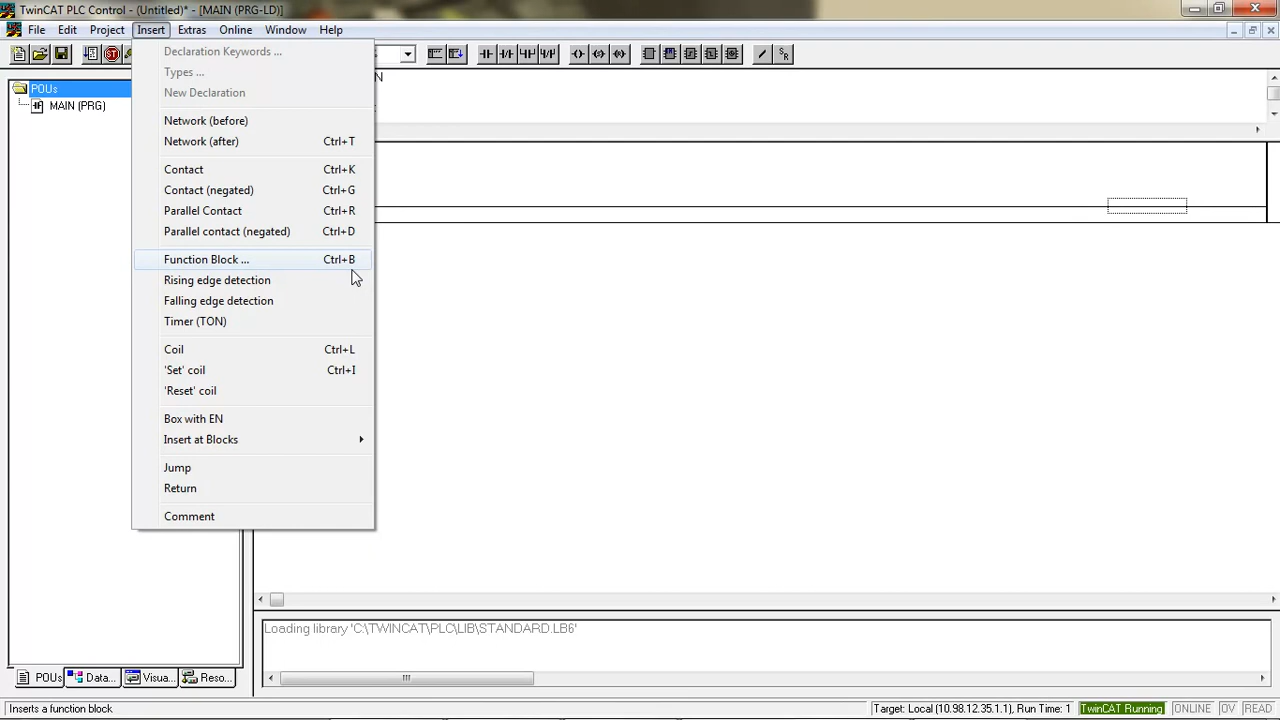 TwinCAT PLC Control - (Untitled)* - [MAIN (PRG-LD)]
File Edit Project Insert Extras Online Window Help
Declaration Keywords ...
Types ...
New Declaration
Network (before)
Network (after) Ctrl+T
Contact Ctrl+K
Contact (negated) Ctrl+G
Parallel Contact Ctrl+R
Parallel contact (negated) Ctrl+D
Function Block ... Ctrl+B
Rising edge detection
Falling edge detection
Timer (TON)
Coil Ctrl+L
'Set' coil Ctrl+I
'Reset' coil
Box with EN
Insert at Blocks
Jump
Return
Comment
POUs
MAIN (PRG)
N
Loading library 'C:\TWINCAT\PLC\LIB\STANDARD.LB6'
POUs Data... Visua... Reso...
Inserts a function block
Target: Local (10.98.12.35.1.1), Run Time: 1 TwinCAT Running ONLINE OV READ